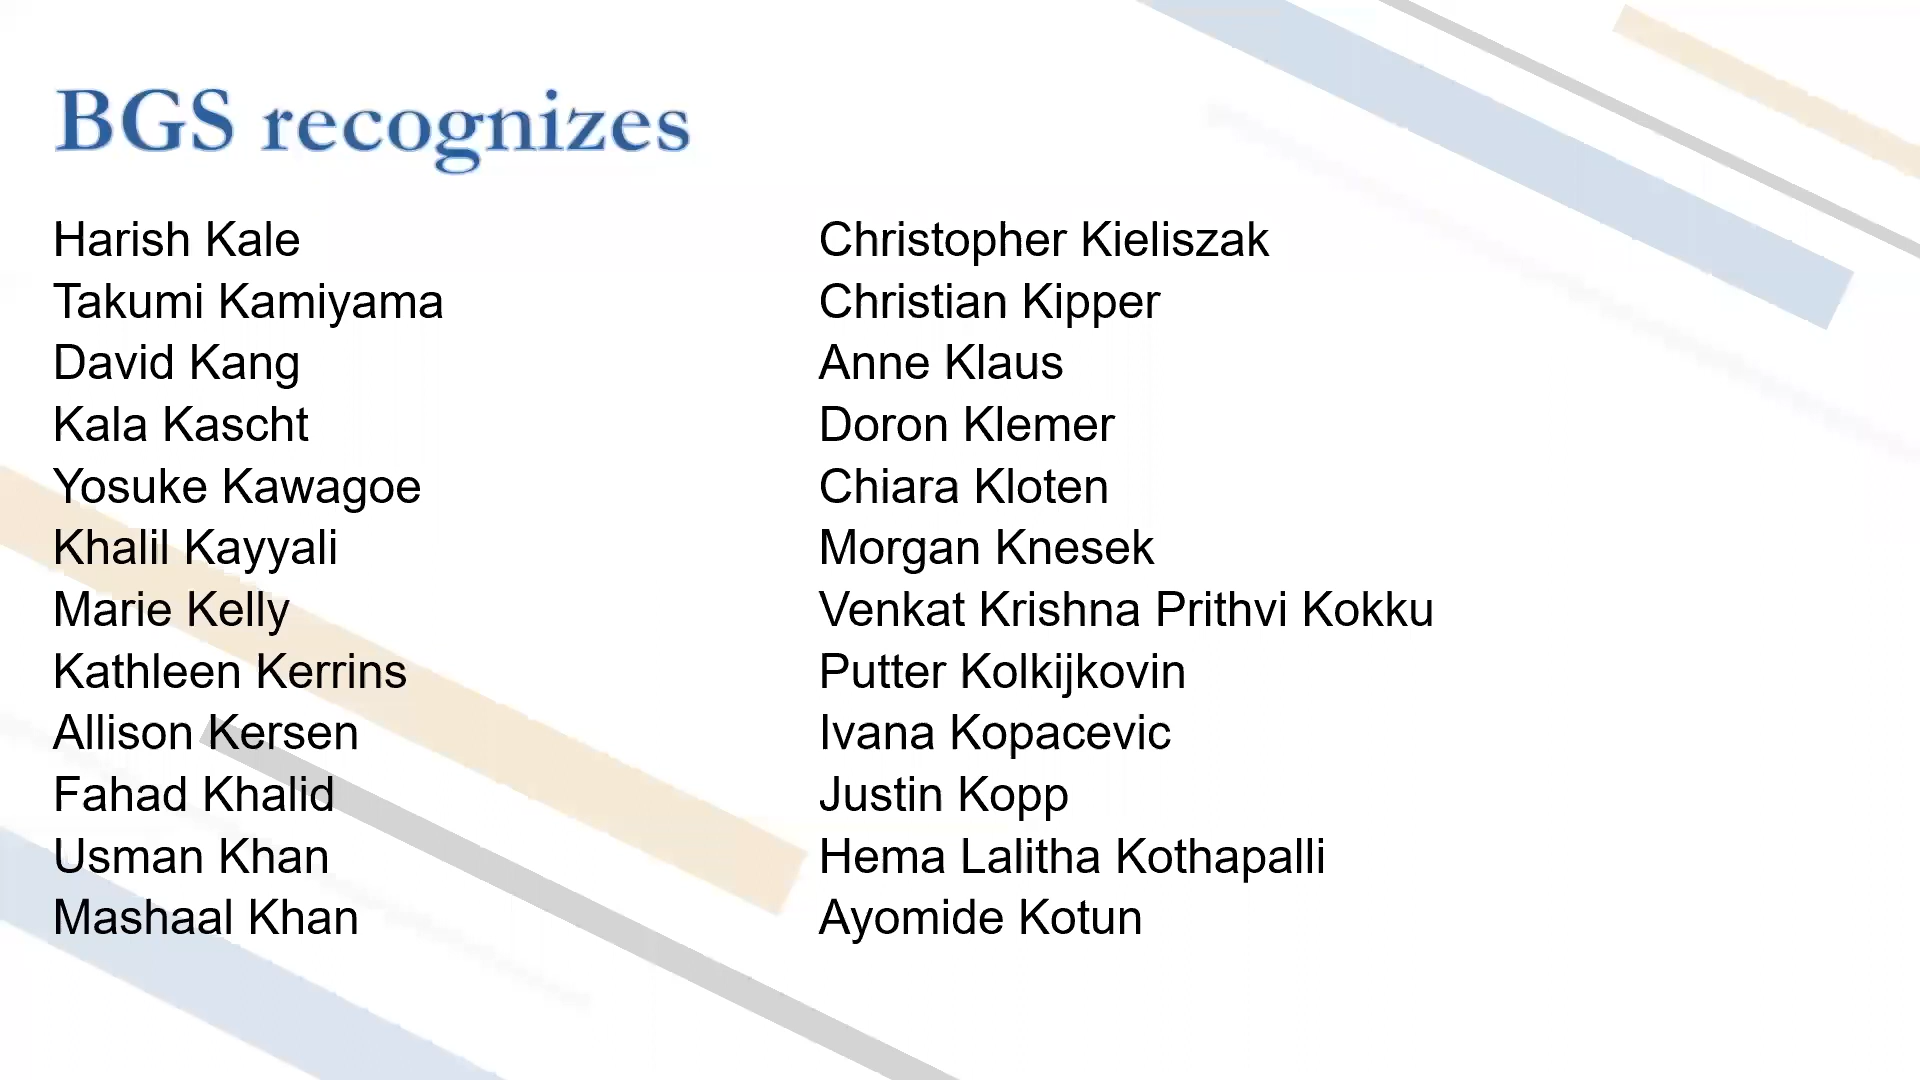 BGS recognizes
Harish Kale
Takumi Kamiyama
David Kang
Kala Kascht
Yosuke Kawagoe
Khalil Kayyali
Marie Kelly
Kathleen Kerrins
Allison Kersen
Fahad Khalid
Usman Khan
Mashaal Khan
Christopher Kieliszak
Christian Kipper
Anne Klaus
Doron Klemer
Chiara Kloten
Morgan Knesek
Venkat Krishna Prithvi Kokku
Putter Kolkijkovin
Ivana Kopacevic
Justin Kopp
Hema Lalitha Kothapalli
Ayomide Kotun